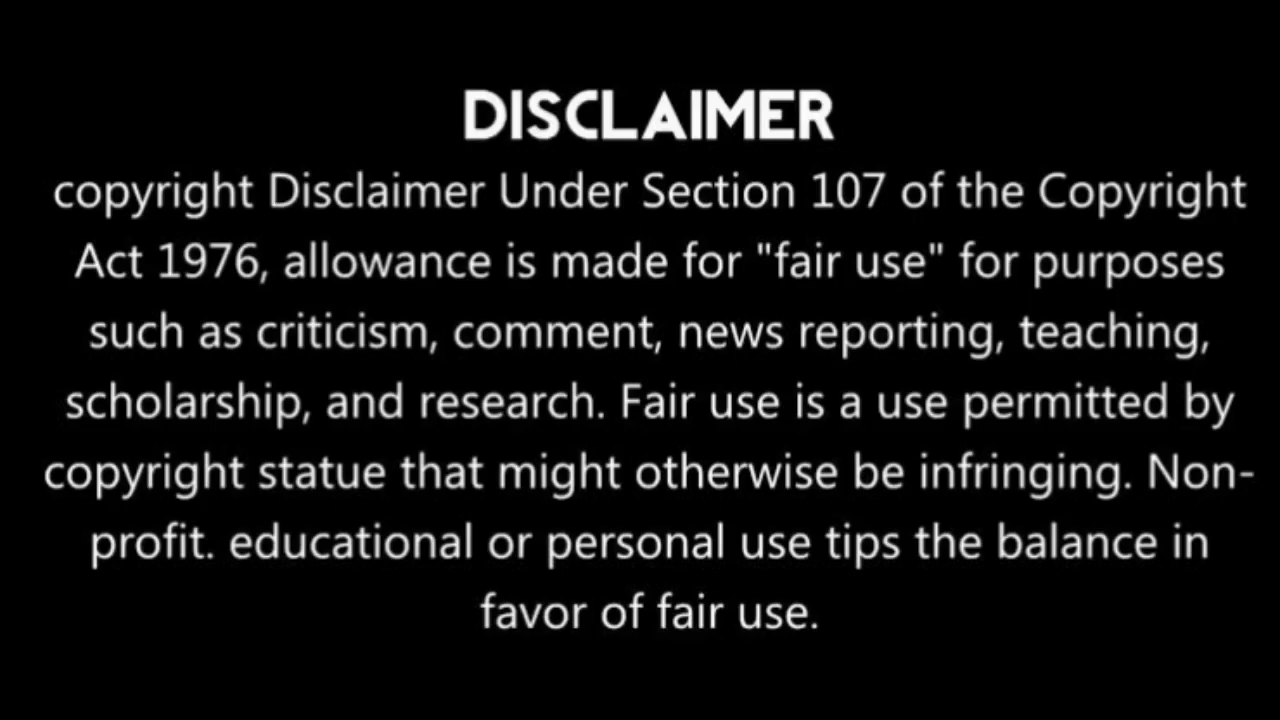 DISCLAIMER
copyright Disclaimer Under Section 107 of the Copyright
Act 1976, allowance is made for "fair use" for purposes
such as criticism, comment, news reporting, teaching,
scholarship, and research. Fair use is a use permitted by
copyright statue that might otherwise be infringing. Non-
profit. educational or personal use tips the balance in
favor of fair use.